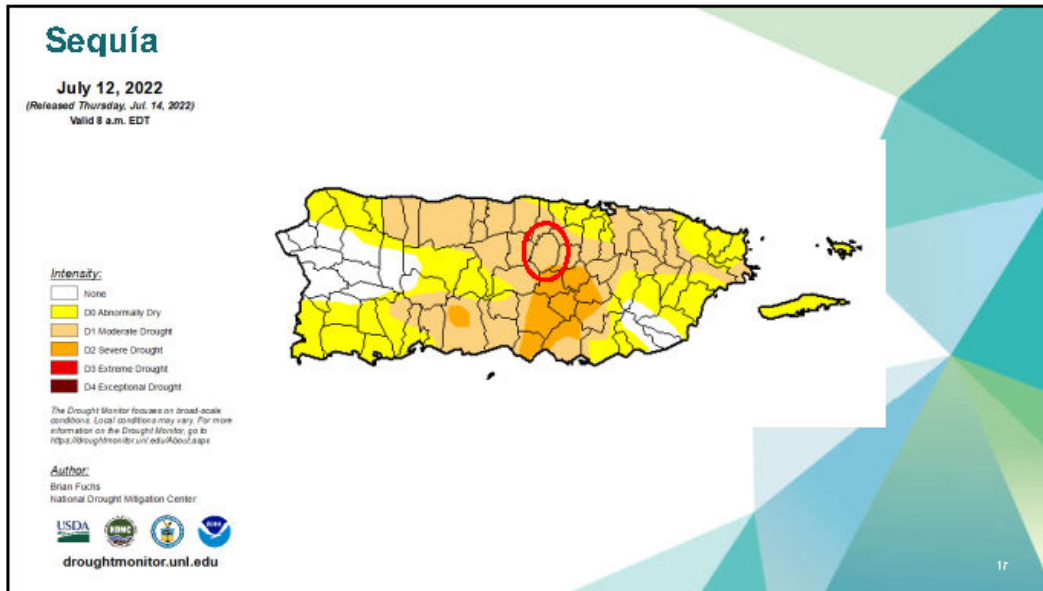 Sequía
July 12, 2022
(Released Thursday, Jul. 14, 2022)
Valid 8 a.m. EDT
Intensity:
None
D0 Abnormally Dry
D1 Moderate Drought
D2 Severe Drought
D3 Extreme Drought
D4 Exceptional Drought
The Drought Monitor focuses on broad-scale
conditions. Local conditions may vary. For more
information on the Drought Monitor, go to
https://droughtmonitor.unl.edu/About.aspx
Author:
Brian Fuchs
National Drought Mitigation Center
USDA
NDMC
droughtmonitor.unl.edu
17